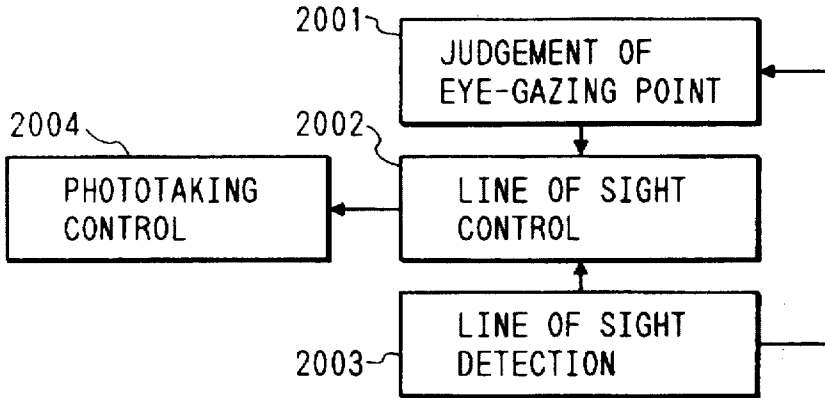 2001
JUDGEMENT OF
EYE-GAZING POINT
2004
2002
PHOTOTAKING
CONTROL
LINE OF SIGHT
CONTROL
2003
LINE OF SIGHT
DETECTION